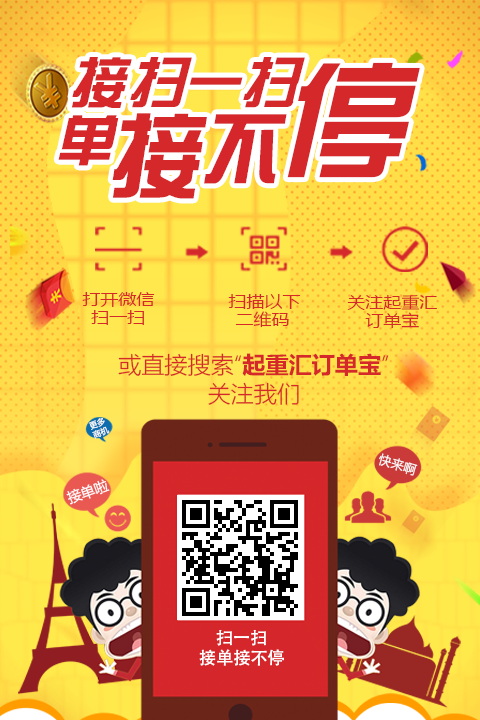 接扫一扫
单接不停
打开微信
扫一扫
扫描以下
二维码
关注起重汇
订单宝
或直接搜索“起重汇订单宝”
关注我们
更多
商机
接单啦
快来啊
扫一扫
接单接不停